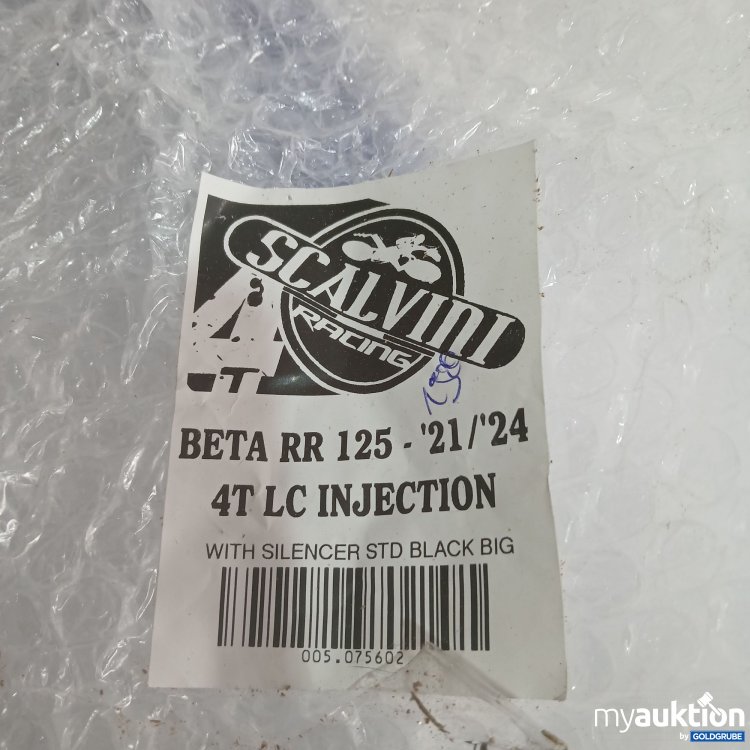 4T
SCALVINI
RACING
BETA RR 125 - '21/'24
4T LC INJECTION
WITH SILENCER STD BLACK BIG
005.075602
myauktion
by GOLDGRUBE